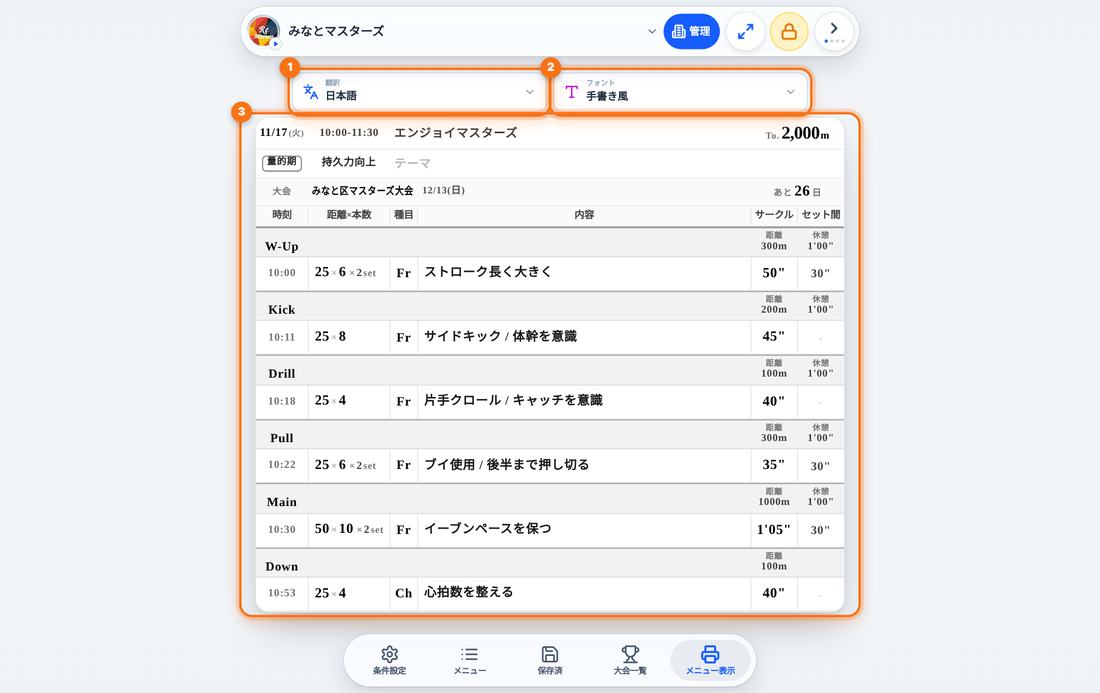 みなとマスターズ
管理
1
翻訳
日本語
2
フォント
手書き風
3
11/17(火) 10:00-11:30 エンジョイマスターズ To. 2,000m
量的期 持久力向上 テーマ
大会 みなと区マスターズ大会 12/13(日) あと 26 日
時刻 距離×本数 種目 内容 サークル セット間
W-Up 距離 300m 休憩 1'00"
10:00 25×6×2set Fr ストローク長く大きく 50" 30"
Kick 距離 200m 休憩 1'00"
10:11 25×8 Fr サイドキック / 体幹を意識 45" -
Drill 距離 100m 休憩 1'00"
10:18 25×4 Fr 片手クロール / キャッチを意識 40" -
Pull 距離 300m 休憩 1'00"
10:22 25×6×2set Fr ブイ使用 / 後半まで押し切る 35" 30"
Main 距離 1000m 休憩 1'00"
10:30 50×10×2set Fr イーブンペースを保つ 1'05" 30"
Down 距離 100m
10:53 25×4 Ch 心拍数を整える 40" -
条件設定 メニュー 保存済 大会一覧 メニュー表示